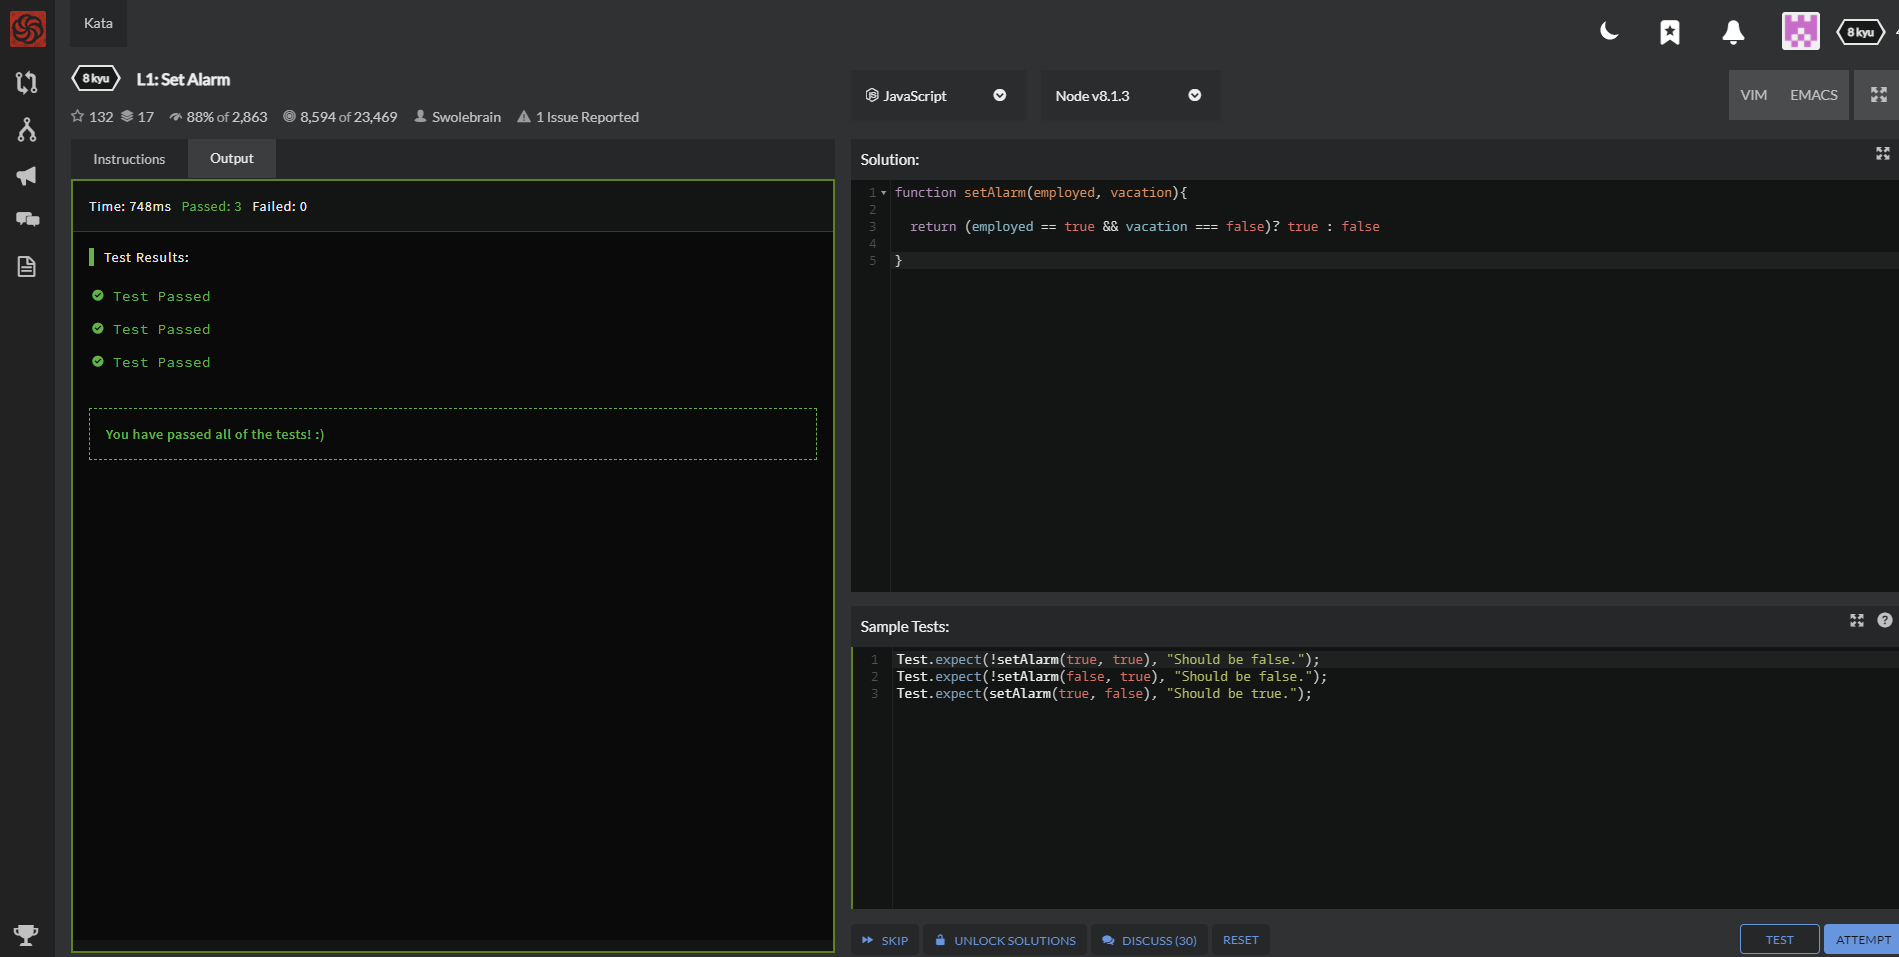 Kata
8 kyu
8 kyu L1: Set Alarm
132 17 88% of 2,863 8,594 of 23,469 Swolebrain 1 Issue Reported
JavaScript Node v8.1.3 VIM EMACS
Instructions Output
Time: 748ms Passed: 3 Failed: 0
Test Results:
Test Passed
Test Passed
Test Passed
You have passed all of the tests! :)
Solution:
1 function setAlarm(employed, vacation){
2
3 return (employed == true && vacation === false)? true : false
4
5 }
Sample Tests:
1 Test.expect(!setAlarm(true, true), "Should be false.");
2 Test.expect(!setAlarm(false, true), "Should be false.");
3 Test.expect(setAlarm(true, false), "Should be true.");
SKIP UNLOCK SOLUTIONS DISCUSS (30) RESET TEST ATTEMPT